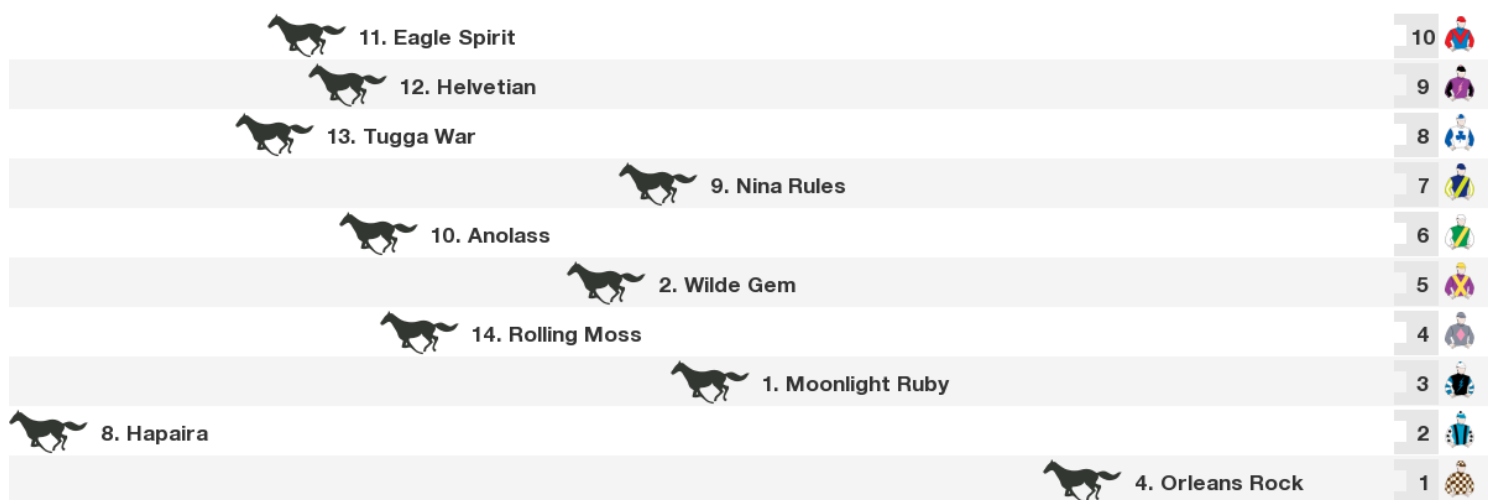 11. Eagle Spirit 10
12. Helvetian 9
13. Tugga War 8
9. Nina Rules 7
10. Anolass 6
2. Wilde Gem 5
14. Rolling Moss 4
1. Moonlight Ruby 3
8. Hapaira 2
4. Orleans Rock 1